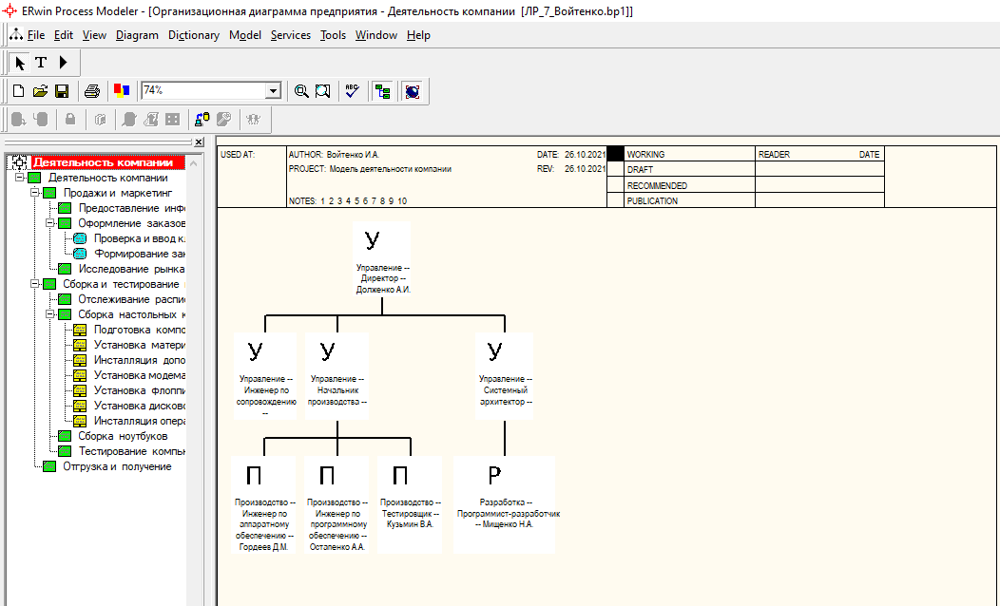 ERwin Process Modeler - [Организационная диаграмма предприятия - Деятельность компании [ЛР_7_Войтенко.bp1]]
File Edit View Diagram Dictionary Model Services Tools Window Help
T
74%
ABC
Деятельность компании
Деятельность компании
Продажи и маркетинг
Предоставление инфо
Оформление заказов
Проверка и ввод к
Формирование зак
Исследование рынка
Сборка и тестирование
Отслеживание распис
Сборка настольных к
Подготовка компо
Установка матери
Инсталляция допо
Установка модема
Установка флоппи
Установка дисково
Инсталляция опера
Сборка ноутбуков
Тестирование компью
Отгрузка и получение
USED AT:
AUTHOR: Войтенко И.А.
DATE: 26.10.2021
PROJECT: Модель деятельности компании
REV: 26.10.2021
NOTES: 1 2 3 4 5 6 7 8 9 10
WORKING
DRAFT
RECOMMENDED
PUBLICATION
READER
DATE
У
Управление --
Директор --
Долженко А.И.
У
Управление --
Инженер по
сопровождению
--
У
Управление --
Начальник
производства --
У
Управление --
Системный
архитектор --
П
Производство --
Инженер по
аппаратному
обеспечению --
Гордеев Д.М.
П
Производство --
Инженер по
программному
обеспечению --
Остапенко А.А.
П
Производство --
Тестировщик --
Кузьмин В.А.
Р
Разработка --
Программист-разработчик
-- Мищенко Н.А.